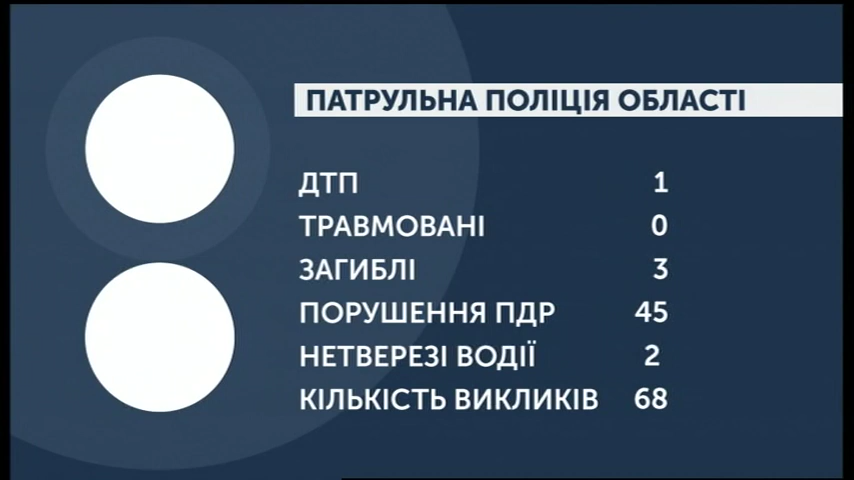 ПАТРУЛЬНА ПОЛІЦІЯ ОБЛАСТІ
ДТП 1
ТРАВМОВАНІ 0
ЗАГИБЛІ 3
ПОРУШЕННЯ ПДР 45
НЕТВЕРЕЗІ ВОДІЇ 2
КІЛЬКІСТЬ ВИКЛИКІВ 68